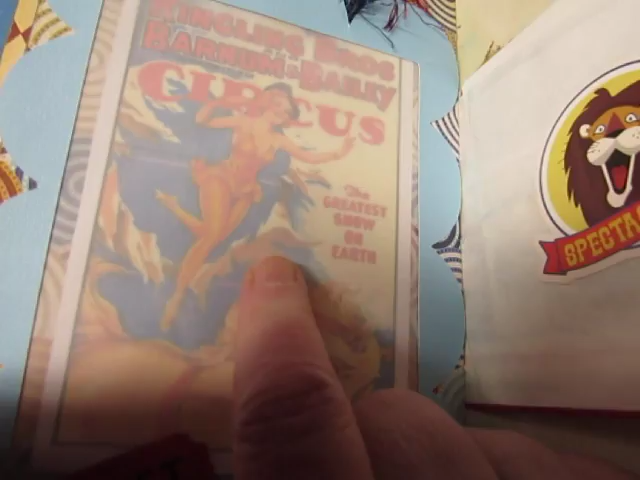 RINGLING BROS
BARNUM & BAILEY
CIRCUS
The
GREATEST
SHOW
ON
EARTH
SPECTA